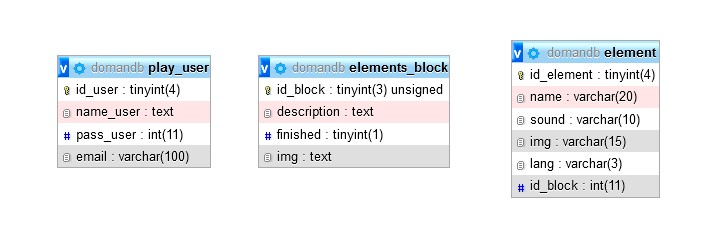 v domandb play_user
id_user : tinyint(4)
name_user : text
# pass_user : int(11)
email : varchar(100)
v domandb elements_block
id_block : tinyint(3) unsigned
description : text
# finished : tinyint(1)
img : text
v domandb element
id_element : tinyint(4)
name : varchar(20)
sound : varchar(10)
img : varchar(15)
lang : varchar(3)
# id_block : int(11)